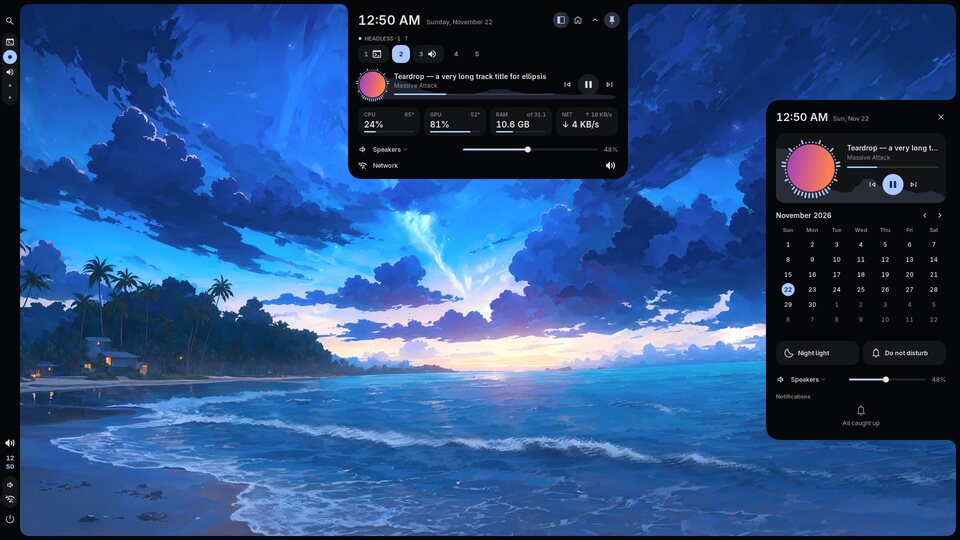 12:50 AM Sunday, November 22
HEADLESS-1 T
1 2 3 4 5
Teardrop — a very long track title for ellipsis
Massive Attack
CPU 65° GPU 52° RAM of 31.1 NET ↑ 18 KB/s
24% 81% 10.6 GB ↓ 4 KB/s
Speakers 48%
Network
12:50 AM Sun, Nov 22
Teardrop — a very long t…
Massive Attack
November 2026
Sun Mon Tue Wed Thu Fri Sat
1 2 3 4 5 6 7
8 9 10 11 12 13 14
15 16 17 18 19 20 21
22 23 24 25 26 27 28
29 30 1 2 3 4 5
6 7 8 9 10 11 12
Night light Do not disturb
Speakers 48%
Notifications
All caught up
12
50